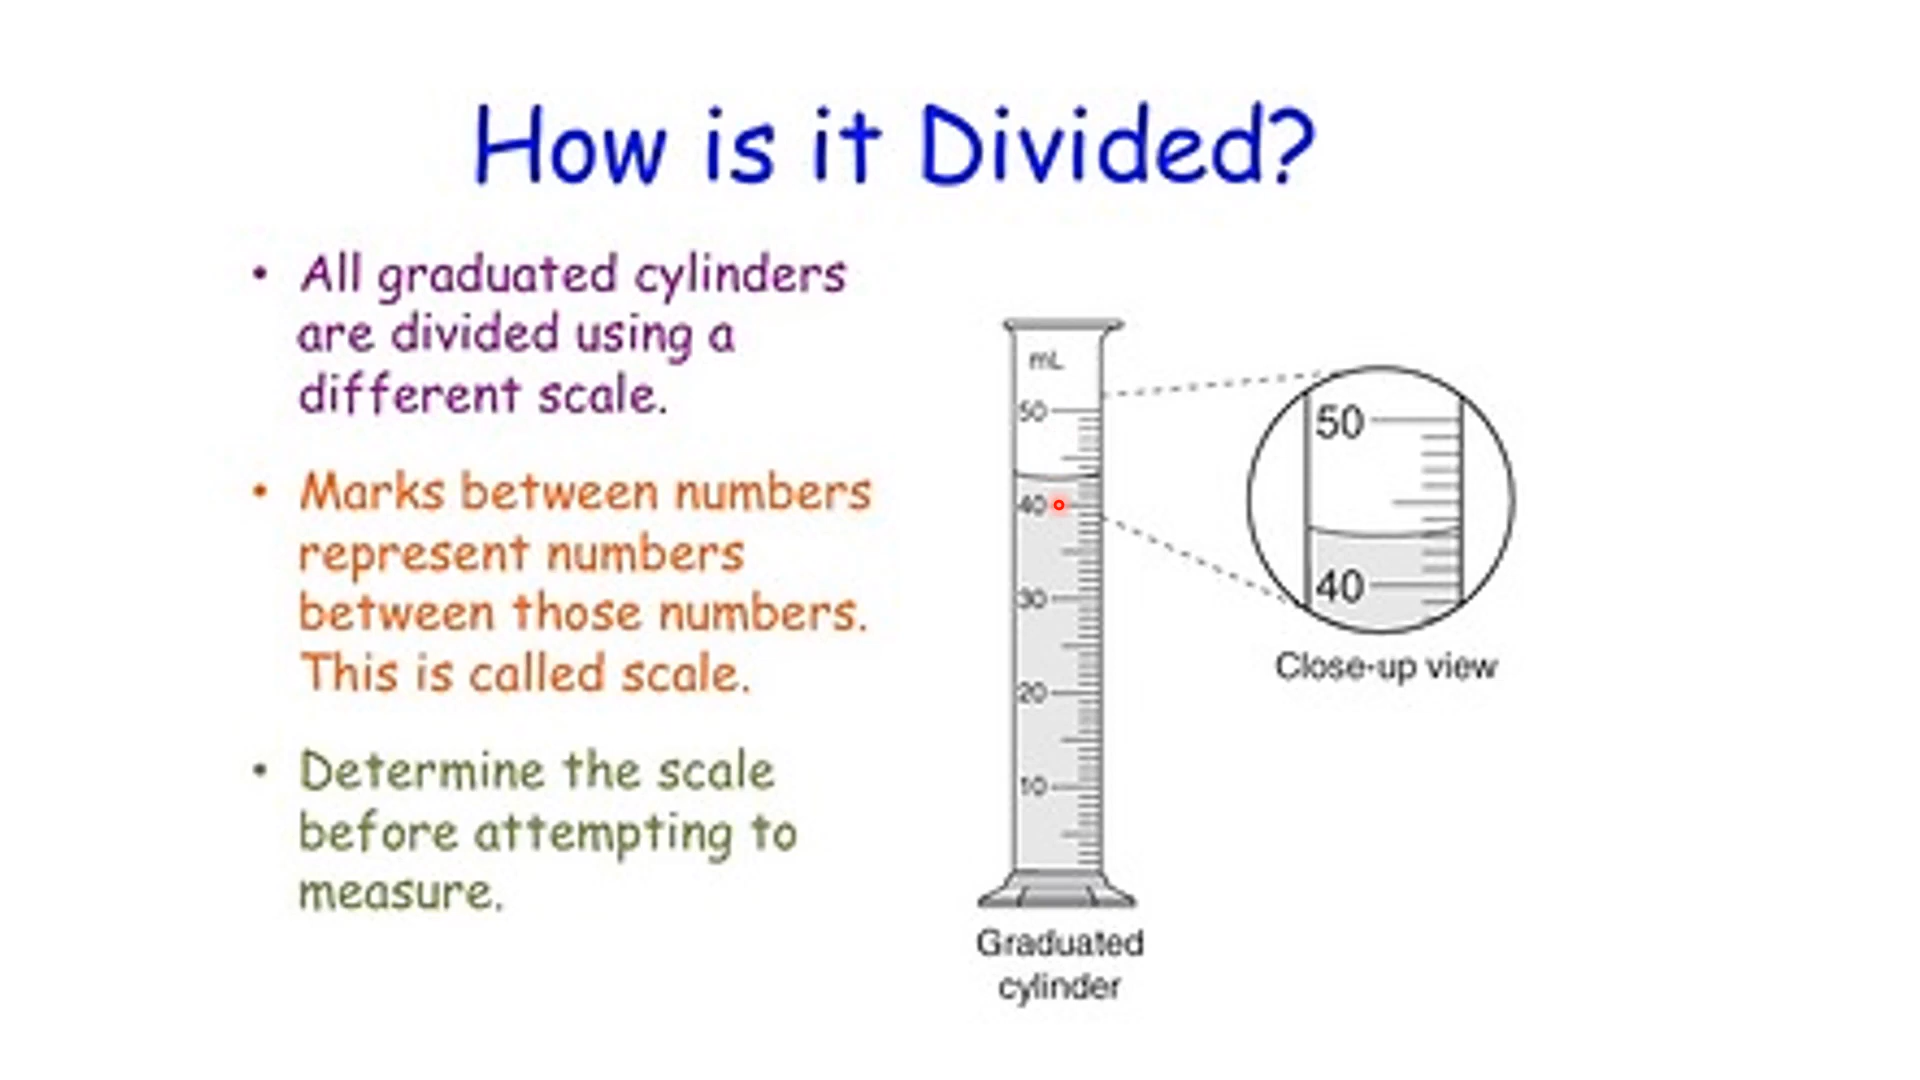 How is it Divided?
• All graduated cylinders
are divided using a
different scale.
• Marks between numbers
represent numbers
between those numbers.
This is called scale.
• Determine the scale
before attempting to
measure.
mL
50
40
30
20
10
Graduated
cylinder
50
40
Close-up view